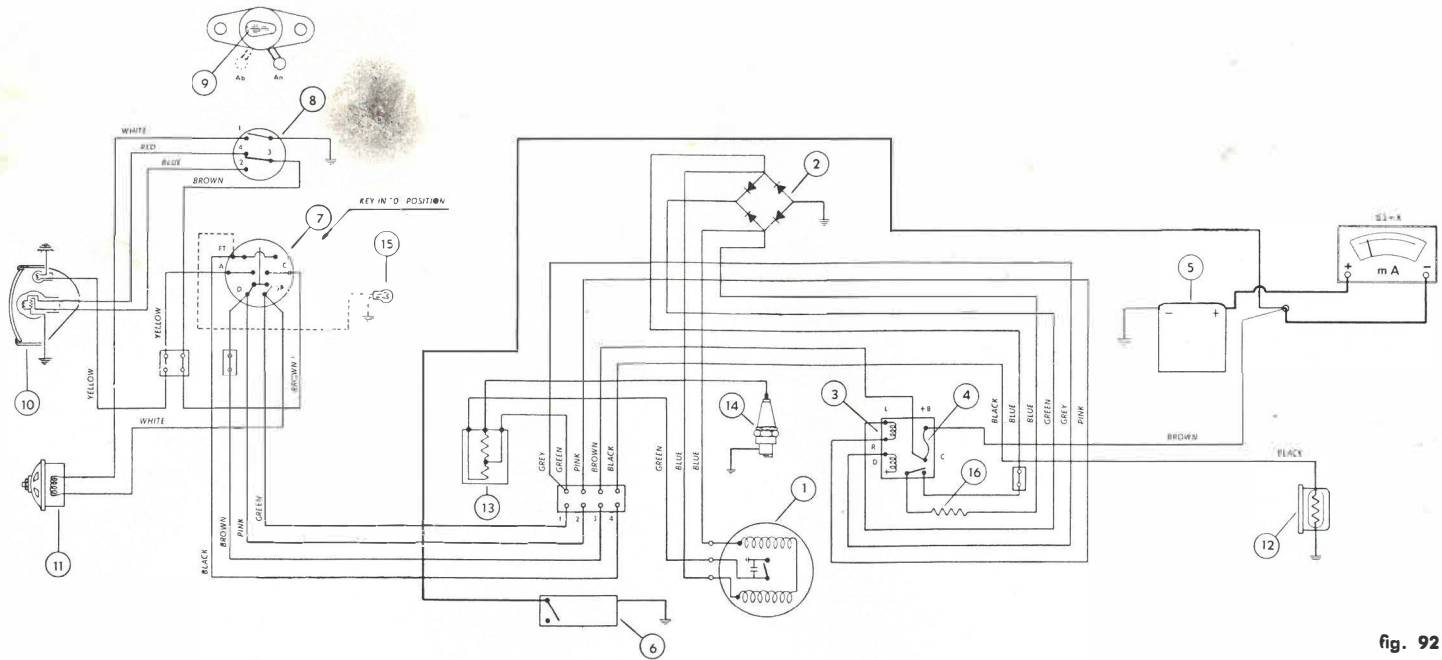 9
Ab
An
8
WHITE
1
RED
4
3
BLUE
2
BROWN
2
KEY IN "O" POSITION
7
15
FT
A
C
D
B
YELLOW
YELLOW
BROWN
WHITE
10
11
BLACK
BROWN
PINK
GREEN
GREY
GREEN
PINK
BROWN
BLACK
1
2
3
4
13
14
GREEN
BLUE
BLUE
1
6
3
L
+B
4
R
D
C
16
BLACK
BLUE
BLUE
GREEN
GREY
PINK
BROWN
BLACK
12
5
-
+
+
-
mA
fig. 92